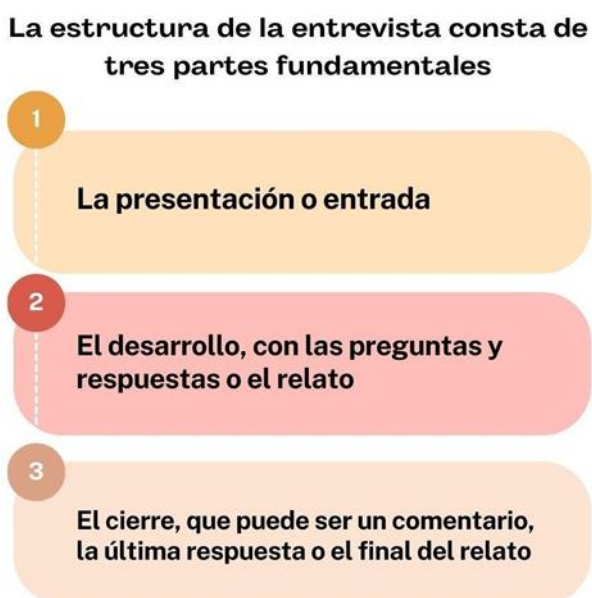 La estructura de la entrevista consta de
tres partes fundamentales
1
La presentación o entrada
2
El desarrollo, con las preguntas y
respuestas o el relato
3
El cierre, que puede ser un comentario,
la última respuesta o el final del relato